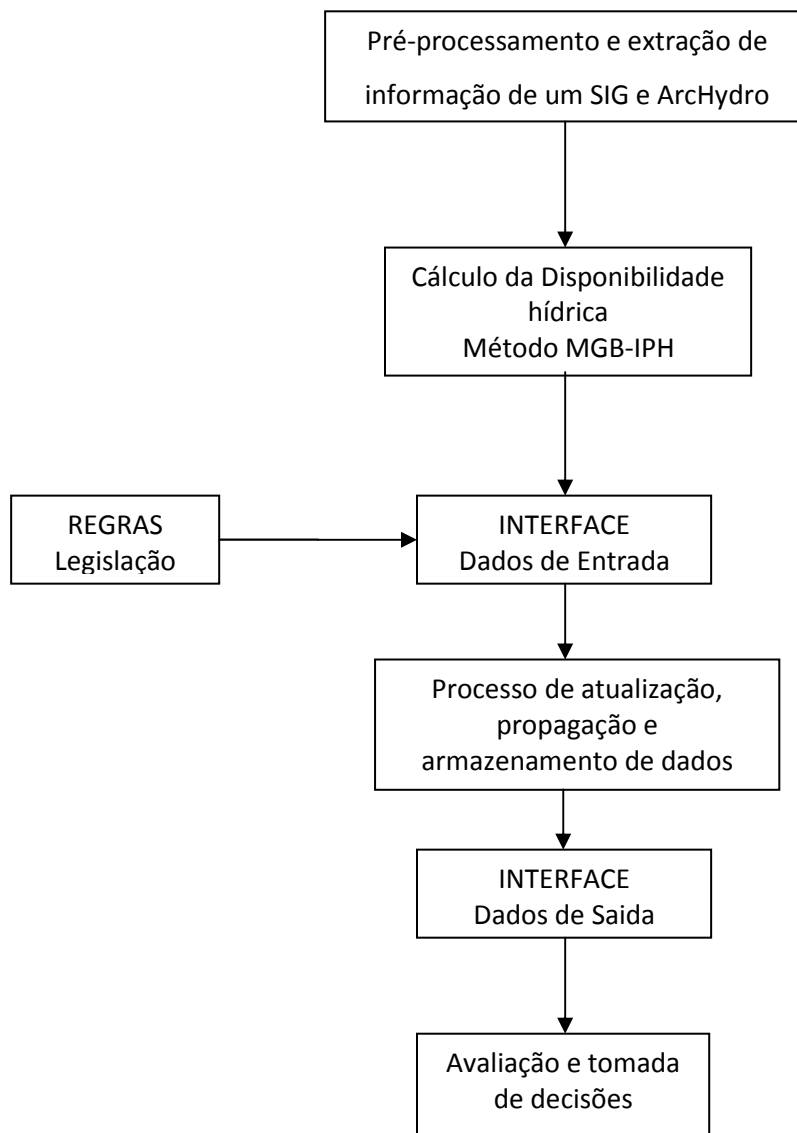 Pré-processamento e extração de
informação de um SIG e ArcHydro
Cálculo da Disponibilidade
hídrica
Método MGB-IPH
REGRAS
Legislação
INTERFACE
Dados de Entrada
Processo de atualização,
propagação e
armazenamento de dados
INTERFACE
Dados de Saida
Avaliação e tomada
de decisões